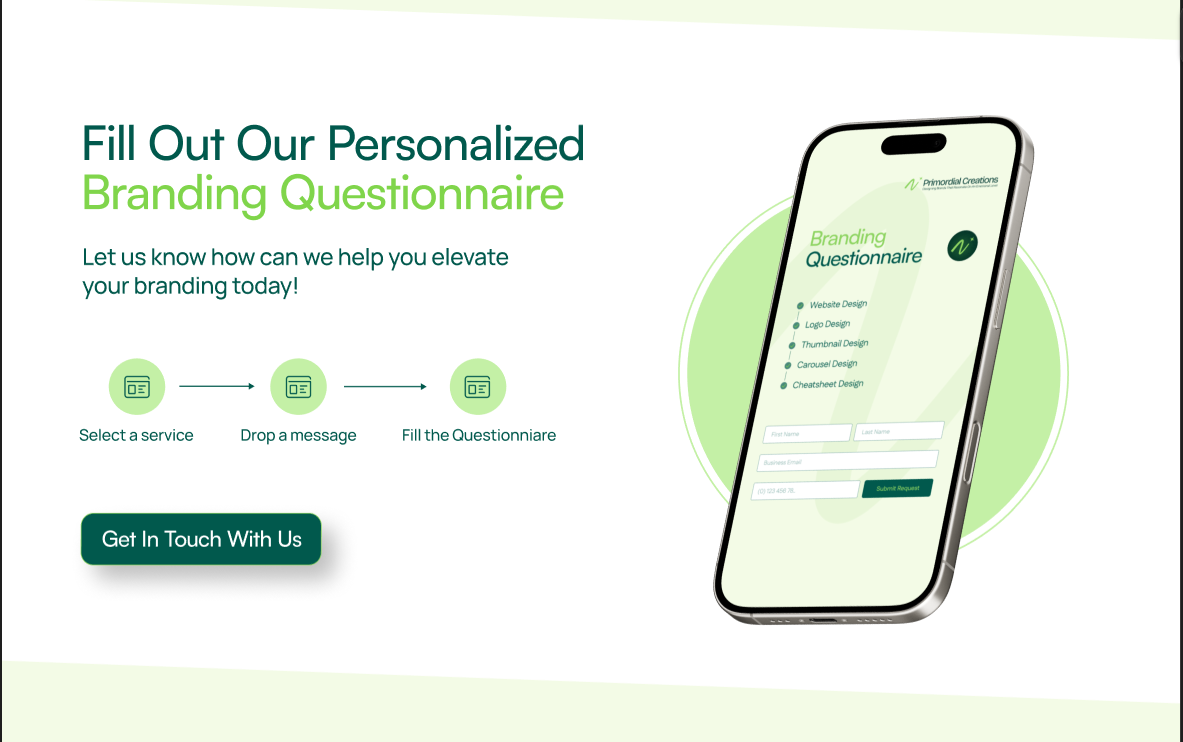 Fill Out Our Personalized
Branding Questionnaire
Let us know how can we help you elevate
your branding today!
Select a service
Drop a message
Fill the Questionniare
Get In Touch With Us
Primordial Creations
Branding
Questionnaire
Website Design
Logo Design
Thumbnail Design
Carousel Design
Cheatsheet Design
First Name
Last Name
Business Email
(0) 123 456 78..
Submit Request